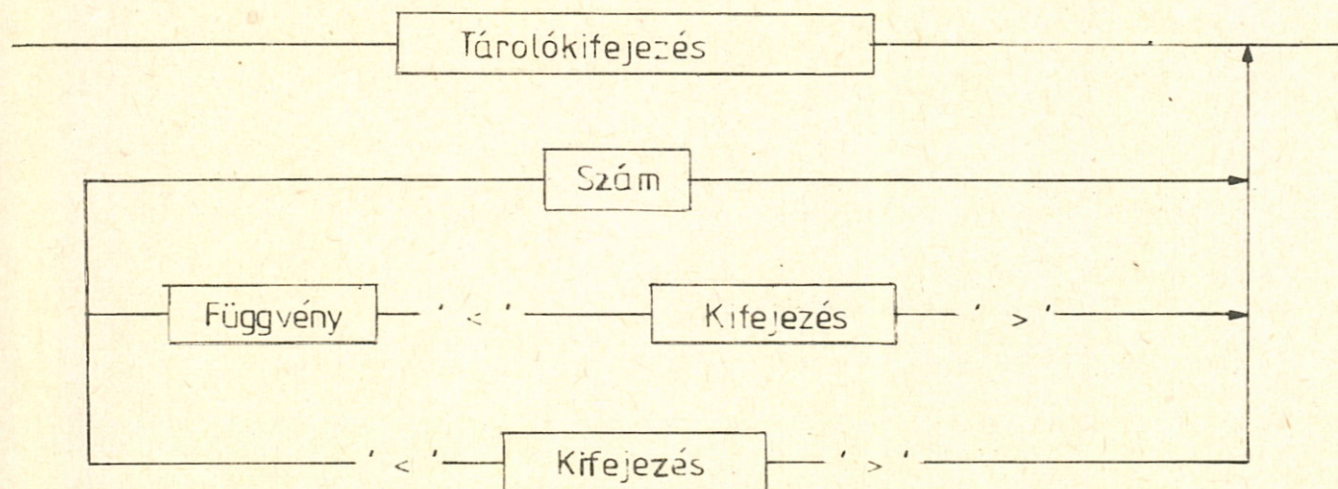 Tárolókifejezés
Szám
Függvény ' < ' Kifejezés ' > '
' < ' Kifejezés ' > '